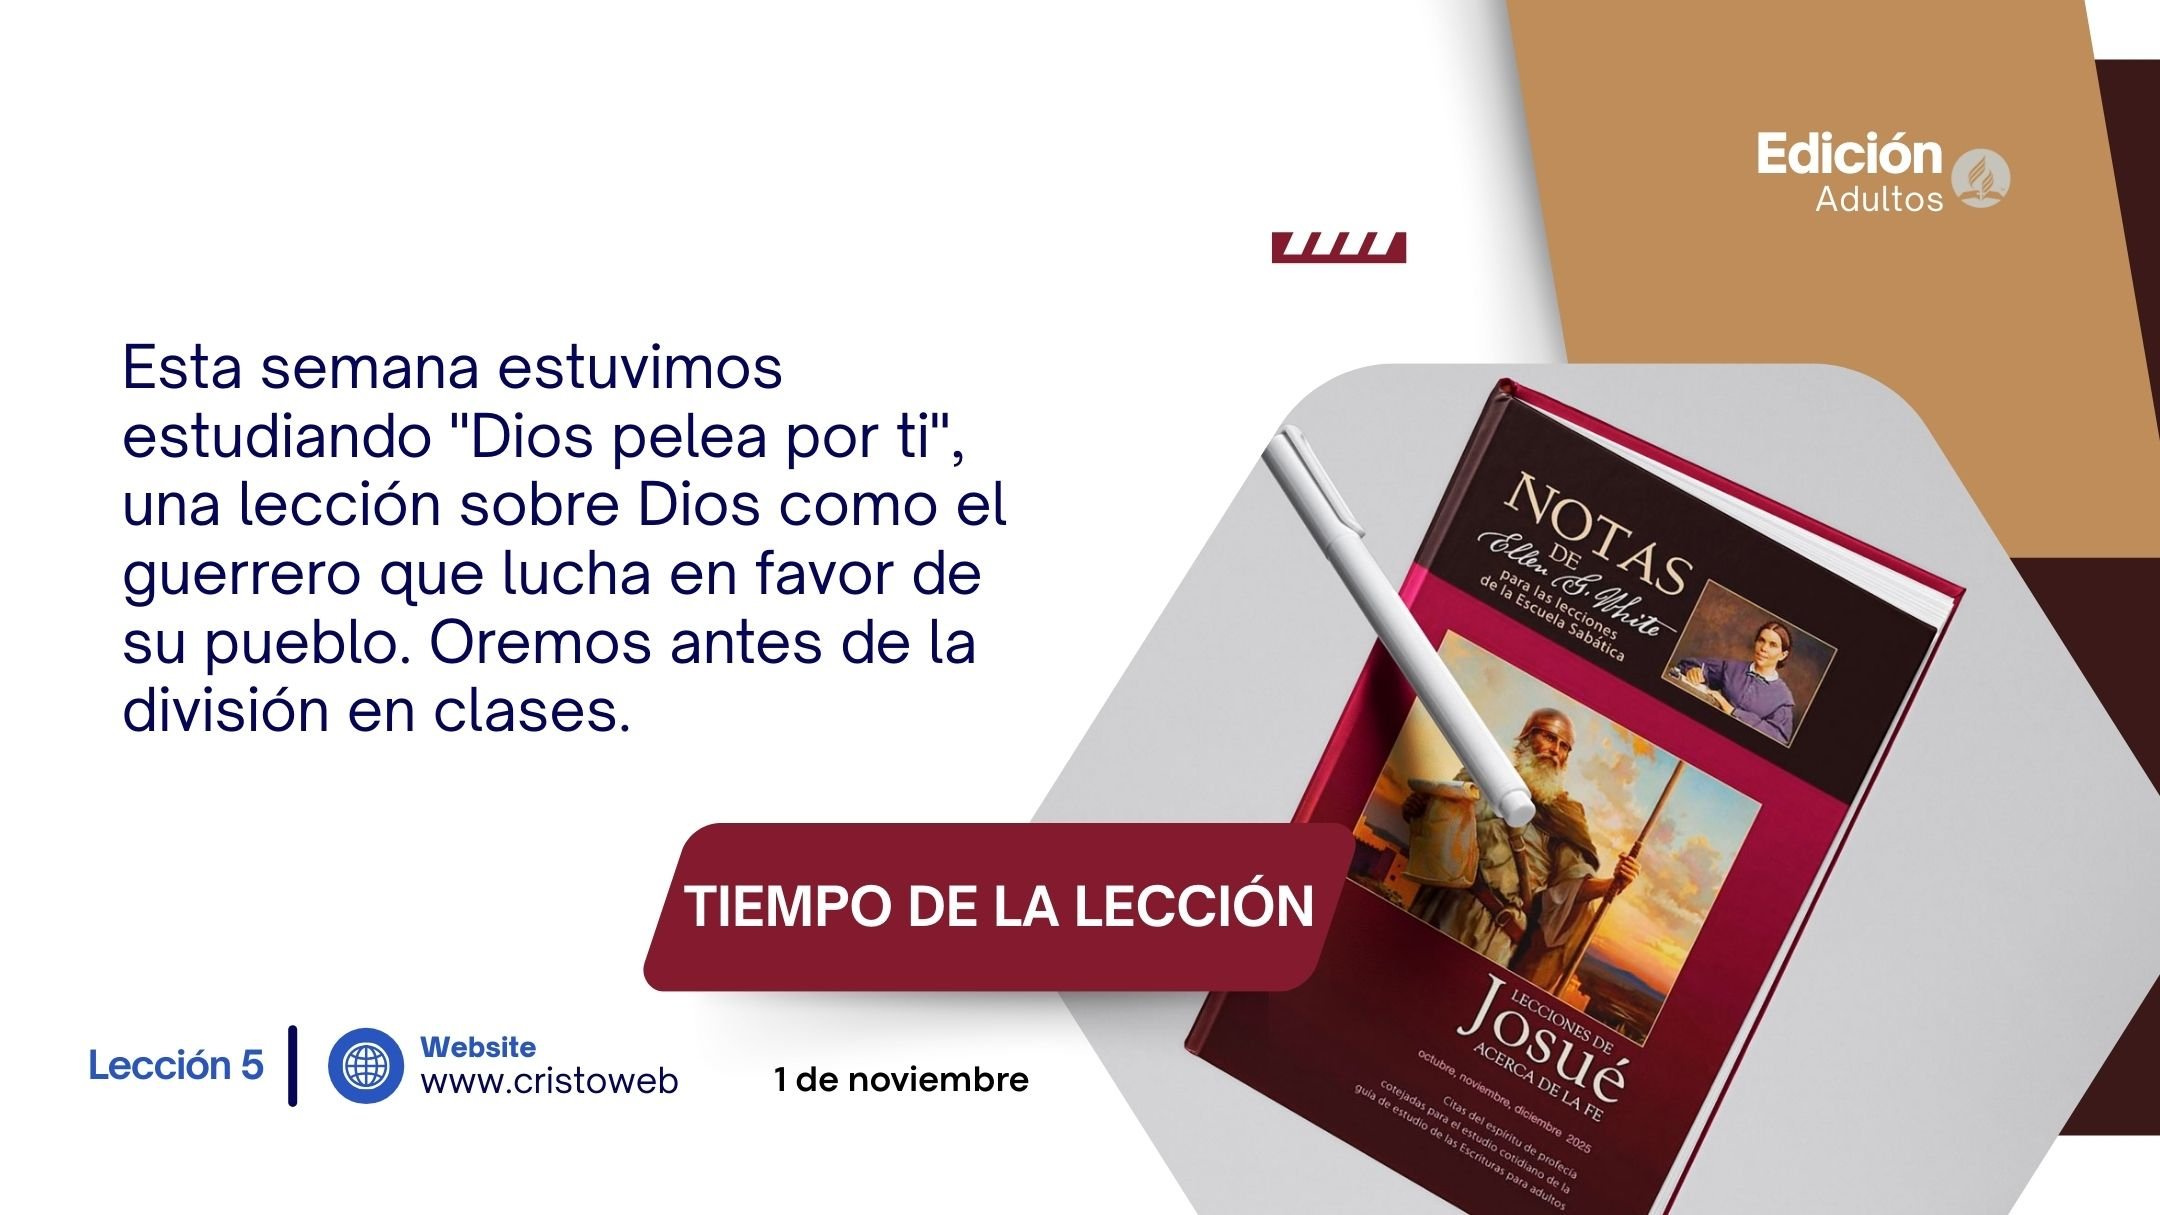 Edición
Adultos
Esta semana estuvimos
estudiando "Dios pelea por ti",
una lección sobre Dios como el
guerrero que lucha en favor de
su pueblo. Oremos antes de la
división en clases.
NOTAS
DE
Ellen G. White
para las lecciones
de la Escuela Sabática
TIEMPO DE LA LECCIÓN
LECCIONES DE
JOSUÉ
ACERCA DE LA FE
octubre, noviembre, diciembre 2025
Citas del espíritu de profecía
cotejadas para el estudio cotidiano de la
guía de estudio de las Escrituras para adultos
Lección 5
Website
www.cristoweb
1 de noviembre